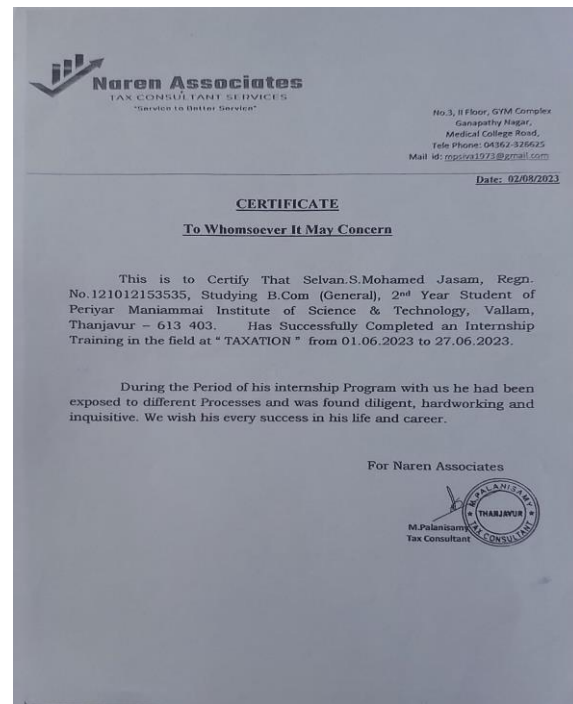 Naren Associates
TAX CONSULTANT SERVICES
"Service to Better Service"
No.3, II Floor, GYM Complex
Ganapathy Nagar,
Medical College Road,
Tele Phone: 04362-326625
Mail id: mpsiva1973@gmail.com
Date: 02/08/2023
CERTIFICATE
To Whomsoever It May Concern
This is to Certify That Selvan.S.Mohamed Jasam, Regn.
No.121012153535, Studying B.Com (General), 2nd Year Student of
Periyar Maniammai Institute of Science & Technology, Vallam,
Thanjavur – 613 403. Has Successfully Completed an Internship
Training in the field at “ TAXATION ” from 01.06.2023 to 27.06.2023.
During the Period of his internship Program with us he had been
exposed to different Processes and was found diligent, hardworking and
inquisitive. We wish his every success in his life and career.
For Naren Associates
M.PALANISAMY
THANJAVUR
TAX CONSULTANT
M.Palanisamy
Tax Consultant